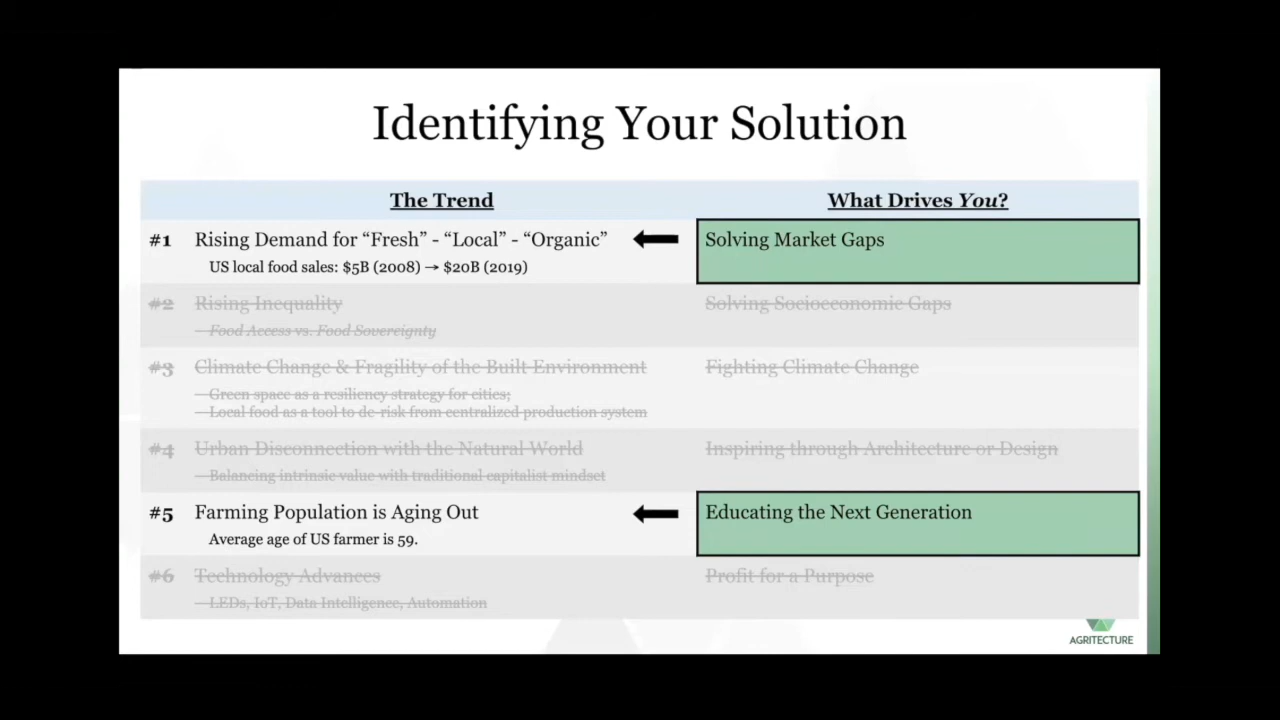 Identifying Your Solution
The Trend
What Drives You?
#1 Rising Demand for “Fresh” - “Local” - “Organic”
Solving Market Gaps
US local food sales: $5B (2008) → $20B (2019)
#2 Rising Inequality
Solving Socioeconomic Gaps
– Food Access vs. Food Sovereignty
#3 Climate Change & Fragility of the Built Environment
Fighting Climate Change
– Green space as a resiliency strategy for cities;
– Local food as a tool to de-risk from centralized production system
#4 Urban Disconnection with the Natural World
Inspiring through Architecture or Design
– Balancing intrinsic value with traditional capitalist mindset
#5 Farming Population is Aging Out
Educating the Next Generation
Average age of US farmer is 59.
#6 Technology Advances
Profit for a Purpose
– LEDs, IoT, Data Intelligence, Automation
AGRITECTURE